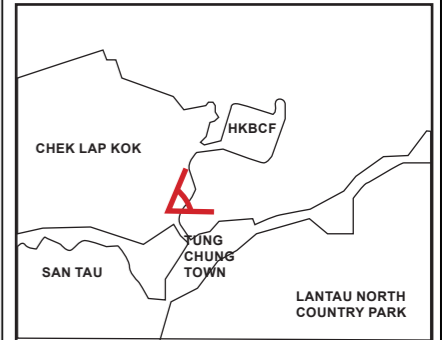 HKBCF
CHEK LAP KOK
TUNG
CHUNG
TOWN
SAN TAU
LANTAU NORTH
COUNTRY PARK